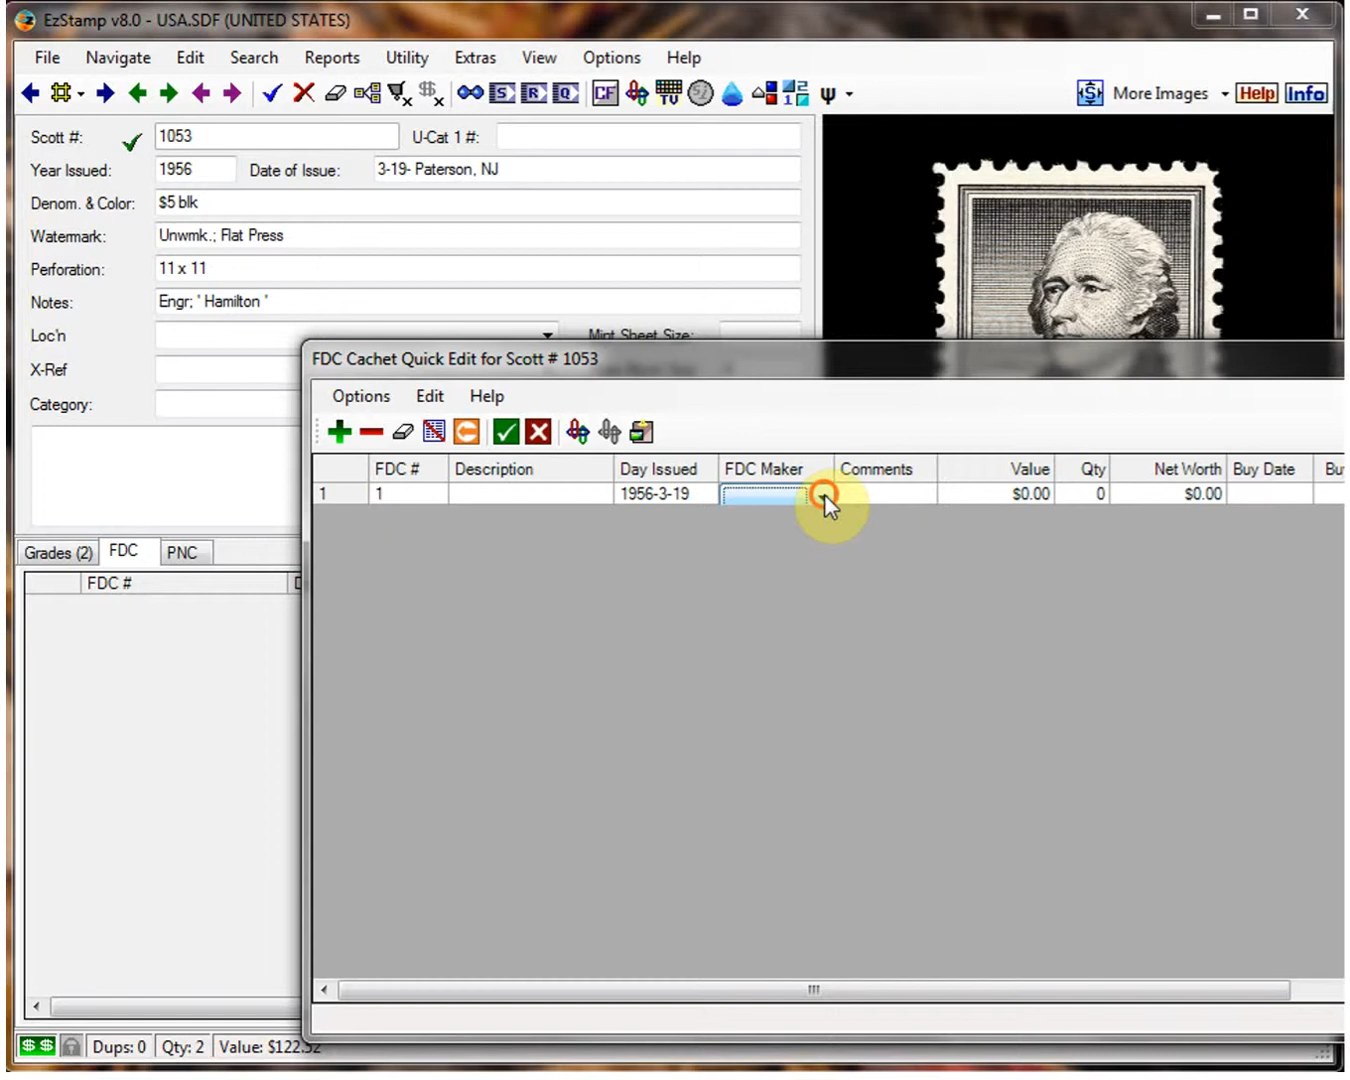 EzStamp v8.0 - USA.SDF (UNITED STATES)
File Navigate Edit Search Reports Utility Extras Options View Help
More Images Help Info
Scott #: 1053 U-Cat 1 #:
Year Issued: 1956 Date of Issue: 3-19- Paterson, NJ
Denom. & Color: $5 blk
Watermark: Unwmk.; Flat Press
Perforation: 11 x 11
Notes: Engr; ' Hamilton '
Loc'n Mint Sheet Size:
X-Ref
Category:
FDC Cachet Quick Edit for Scott # 1053
Options Edit Help
FDC # Description Day Issued FDC Maker Comments Value Qty Net Worth Buy Date Bu
1 1 1956-3-19 $0.00 0 $0.00
Grades (2) FDC PNC
FDC # D
$$ Dups: 0 Qty: 2 Value: $122.52